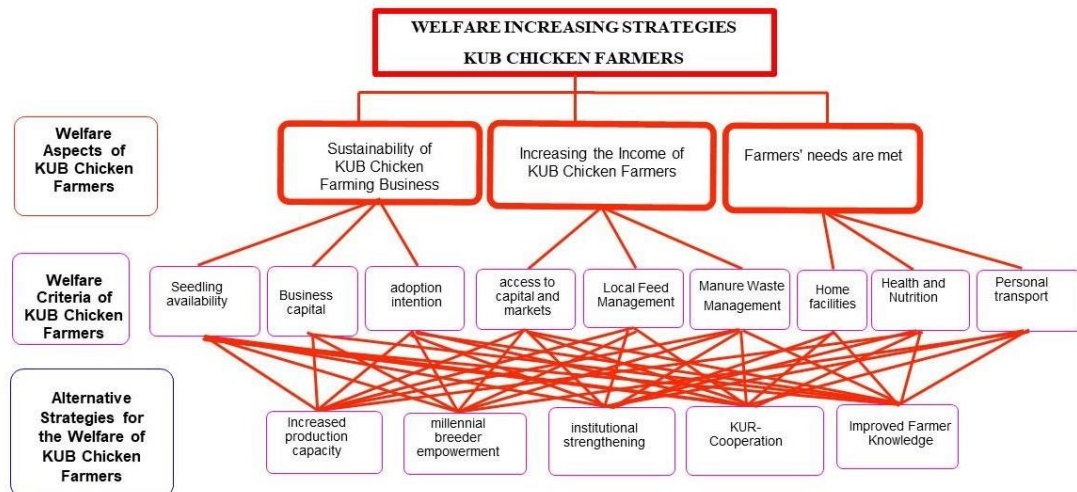 WELFARE INCREASING STRATEGIES
KUB CHICKEN FARMERS
Welfare
Aspects of
KUB Chicken
Farmers
Sustainability of
KUB Chicken
Farming Business
Increasing the Income of
KUB Chicken Farmers
Farmers' needs are met
Welfare
Criteria of
KUB Chicken
Farmers
Seedling
availability
Business
capital
adoption
intention
access to
capital and
markets
Local Feed
Management
Manure Waste
Management
Home
facilities
Health and
Nutrition
Personal
transport
Alternative
Strategies for
the Welfare of
KUB Chicken
Farmers
Increased
production
capacity
millennial
breeder
empowerment
institutional
strengthening
KUR-
Cooperation
Improved Farmer
Knowledge